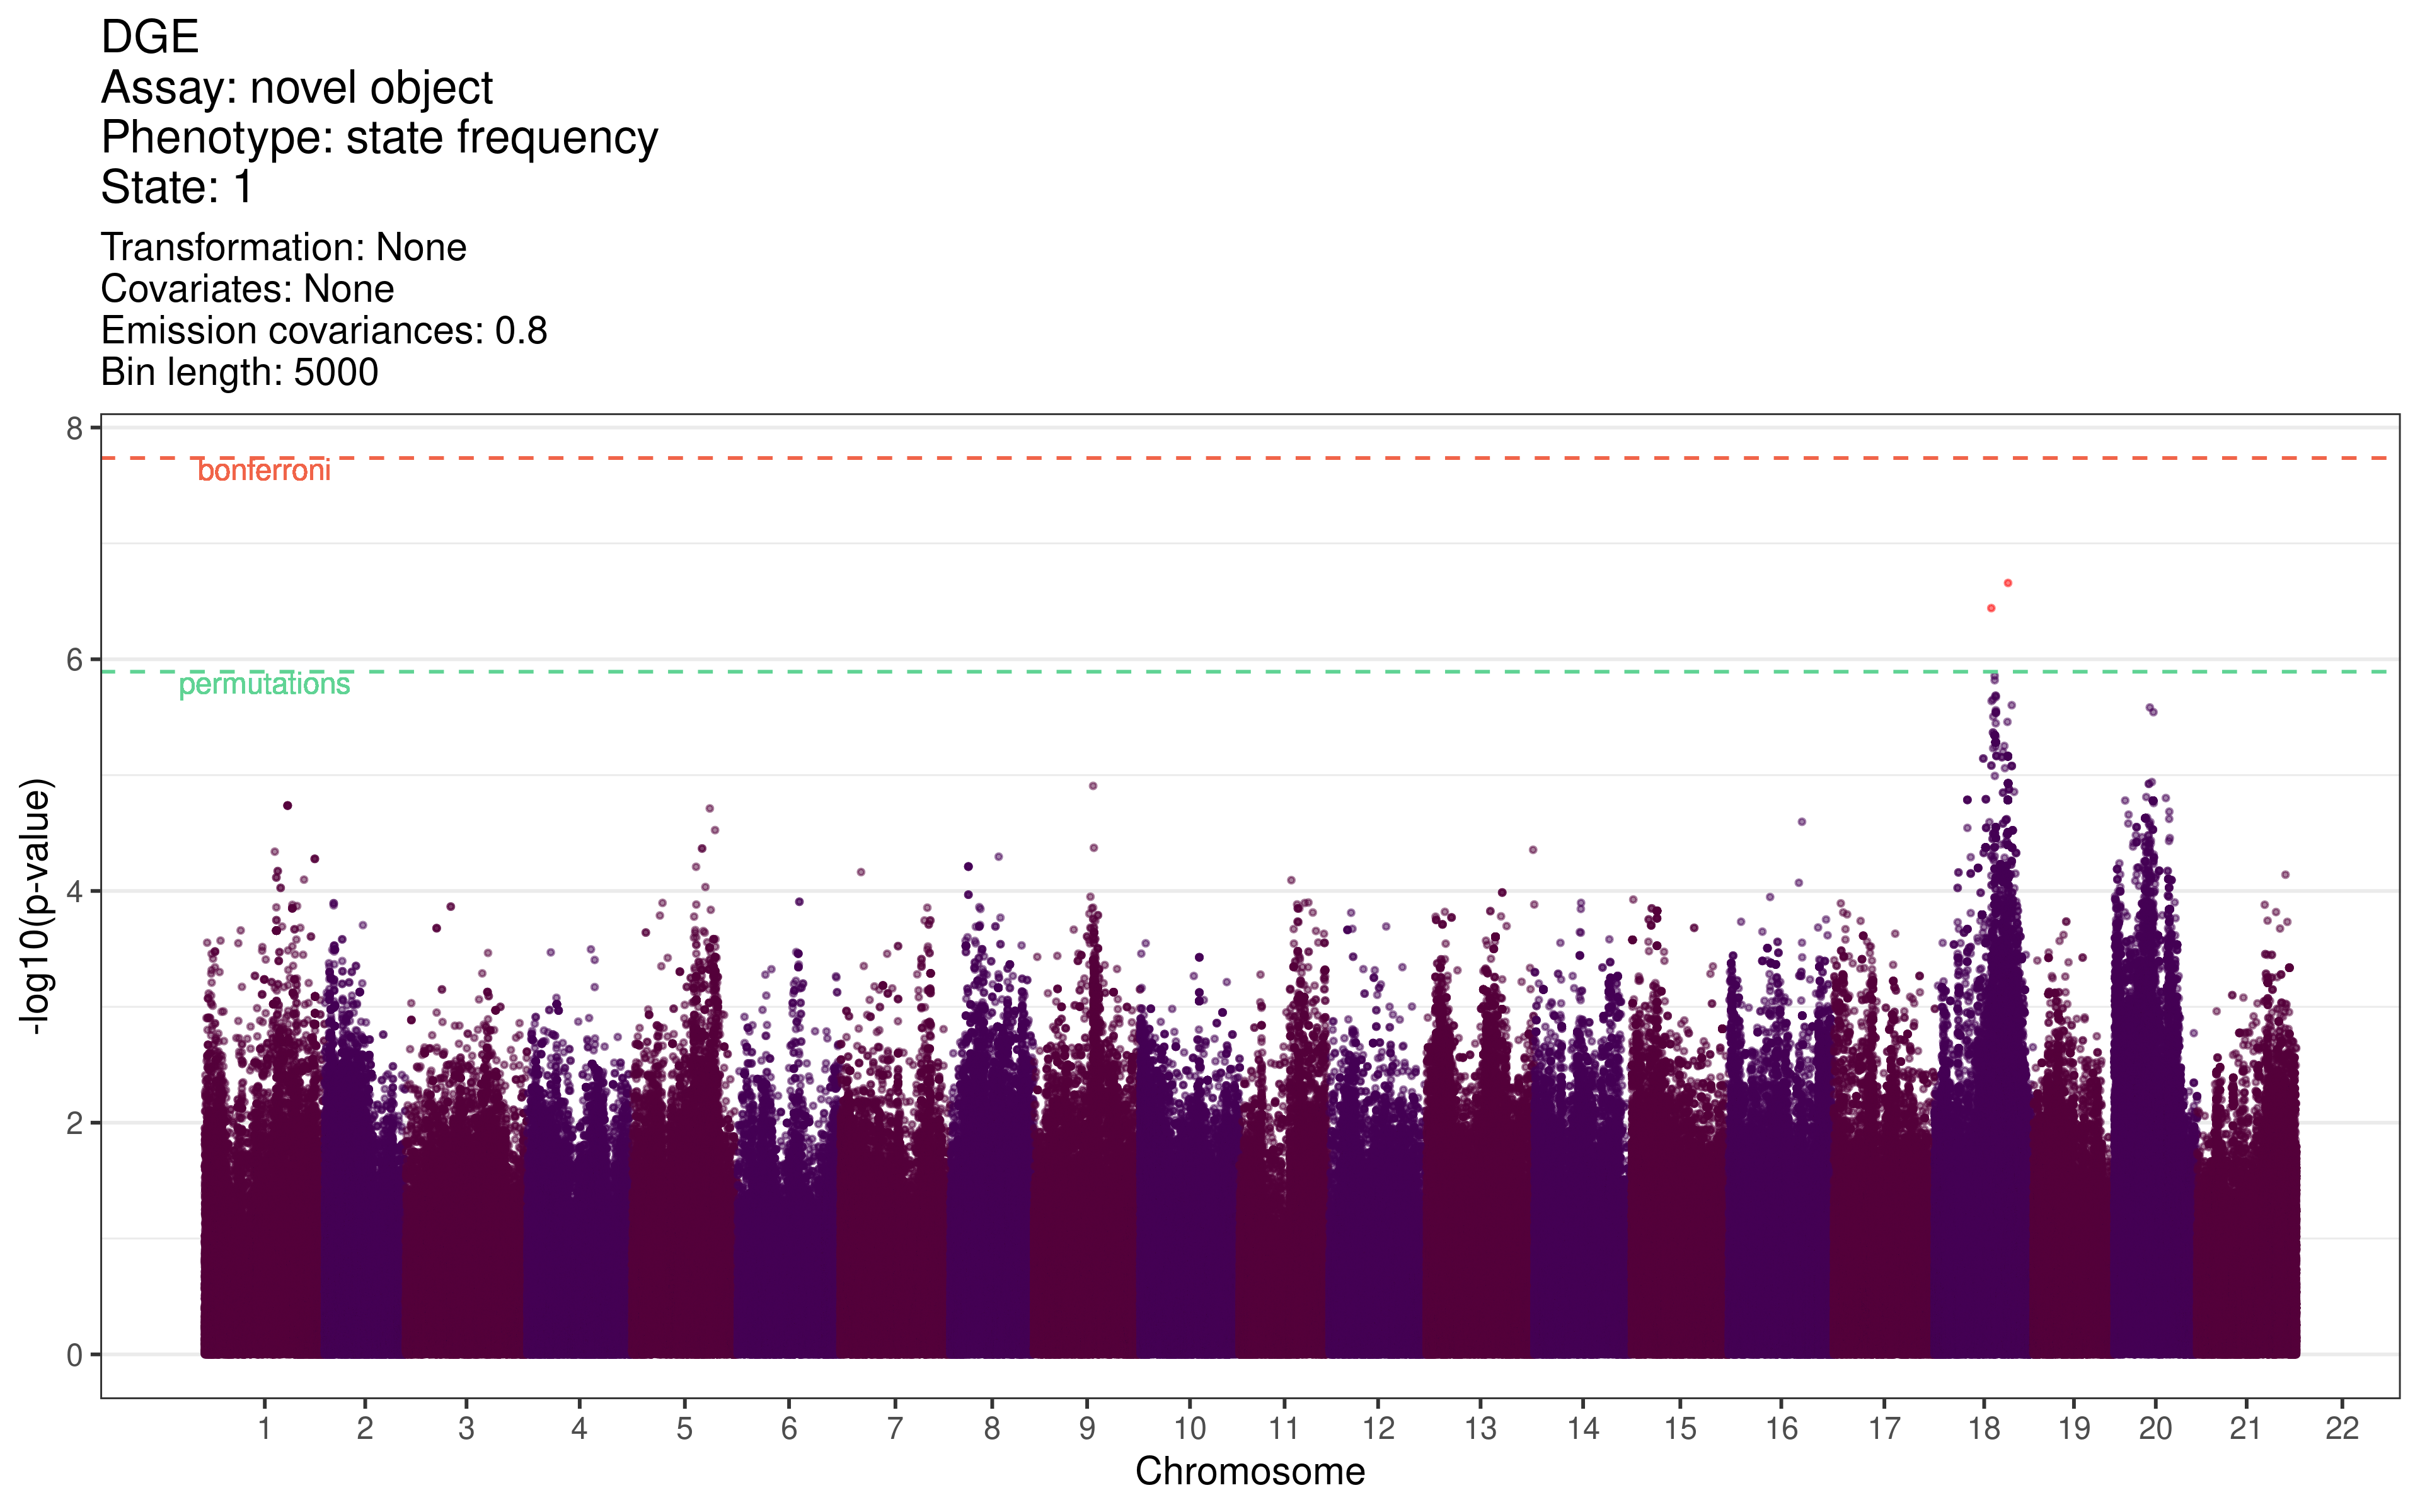 DGE
Assay: novel object
Phenotype: state frequency
State: 1
Transformation: None
Covariates: None
Emission covariances: 0.8
Bin length: 5000
8
bonferroni
6
permutations
-log10(p-value)
4
2
0
1 2 3 4 5 6 7 8 9 10 11 12 13 14 15 16 17 18 19 20 21 22
Chromosome